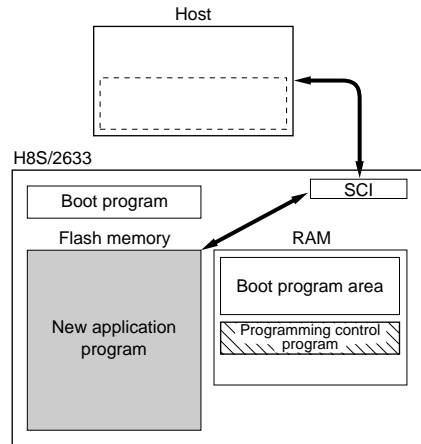 Host
H8S/2633
SCI
Boot program
Flash memory
RAM
Boot program area
New application
program
Programming control
program